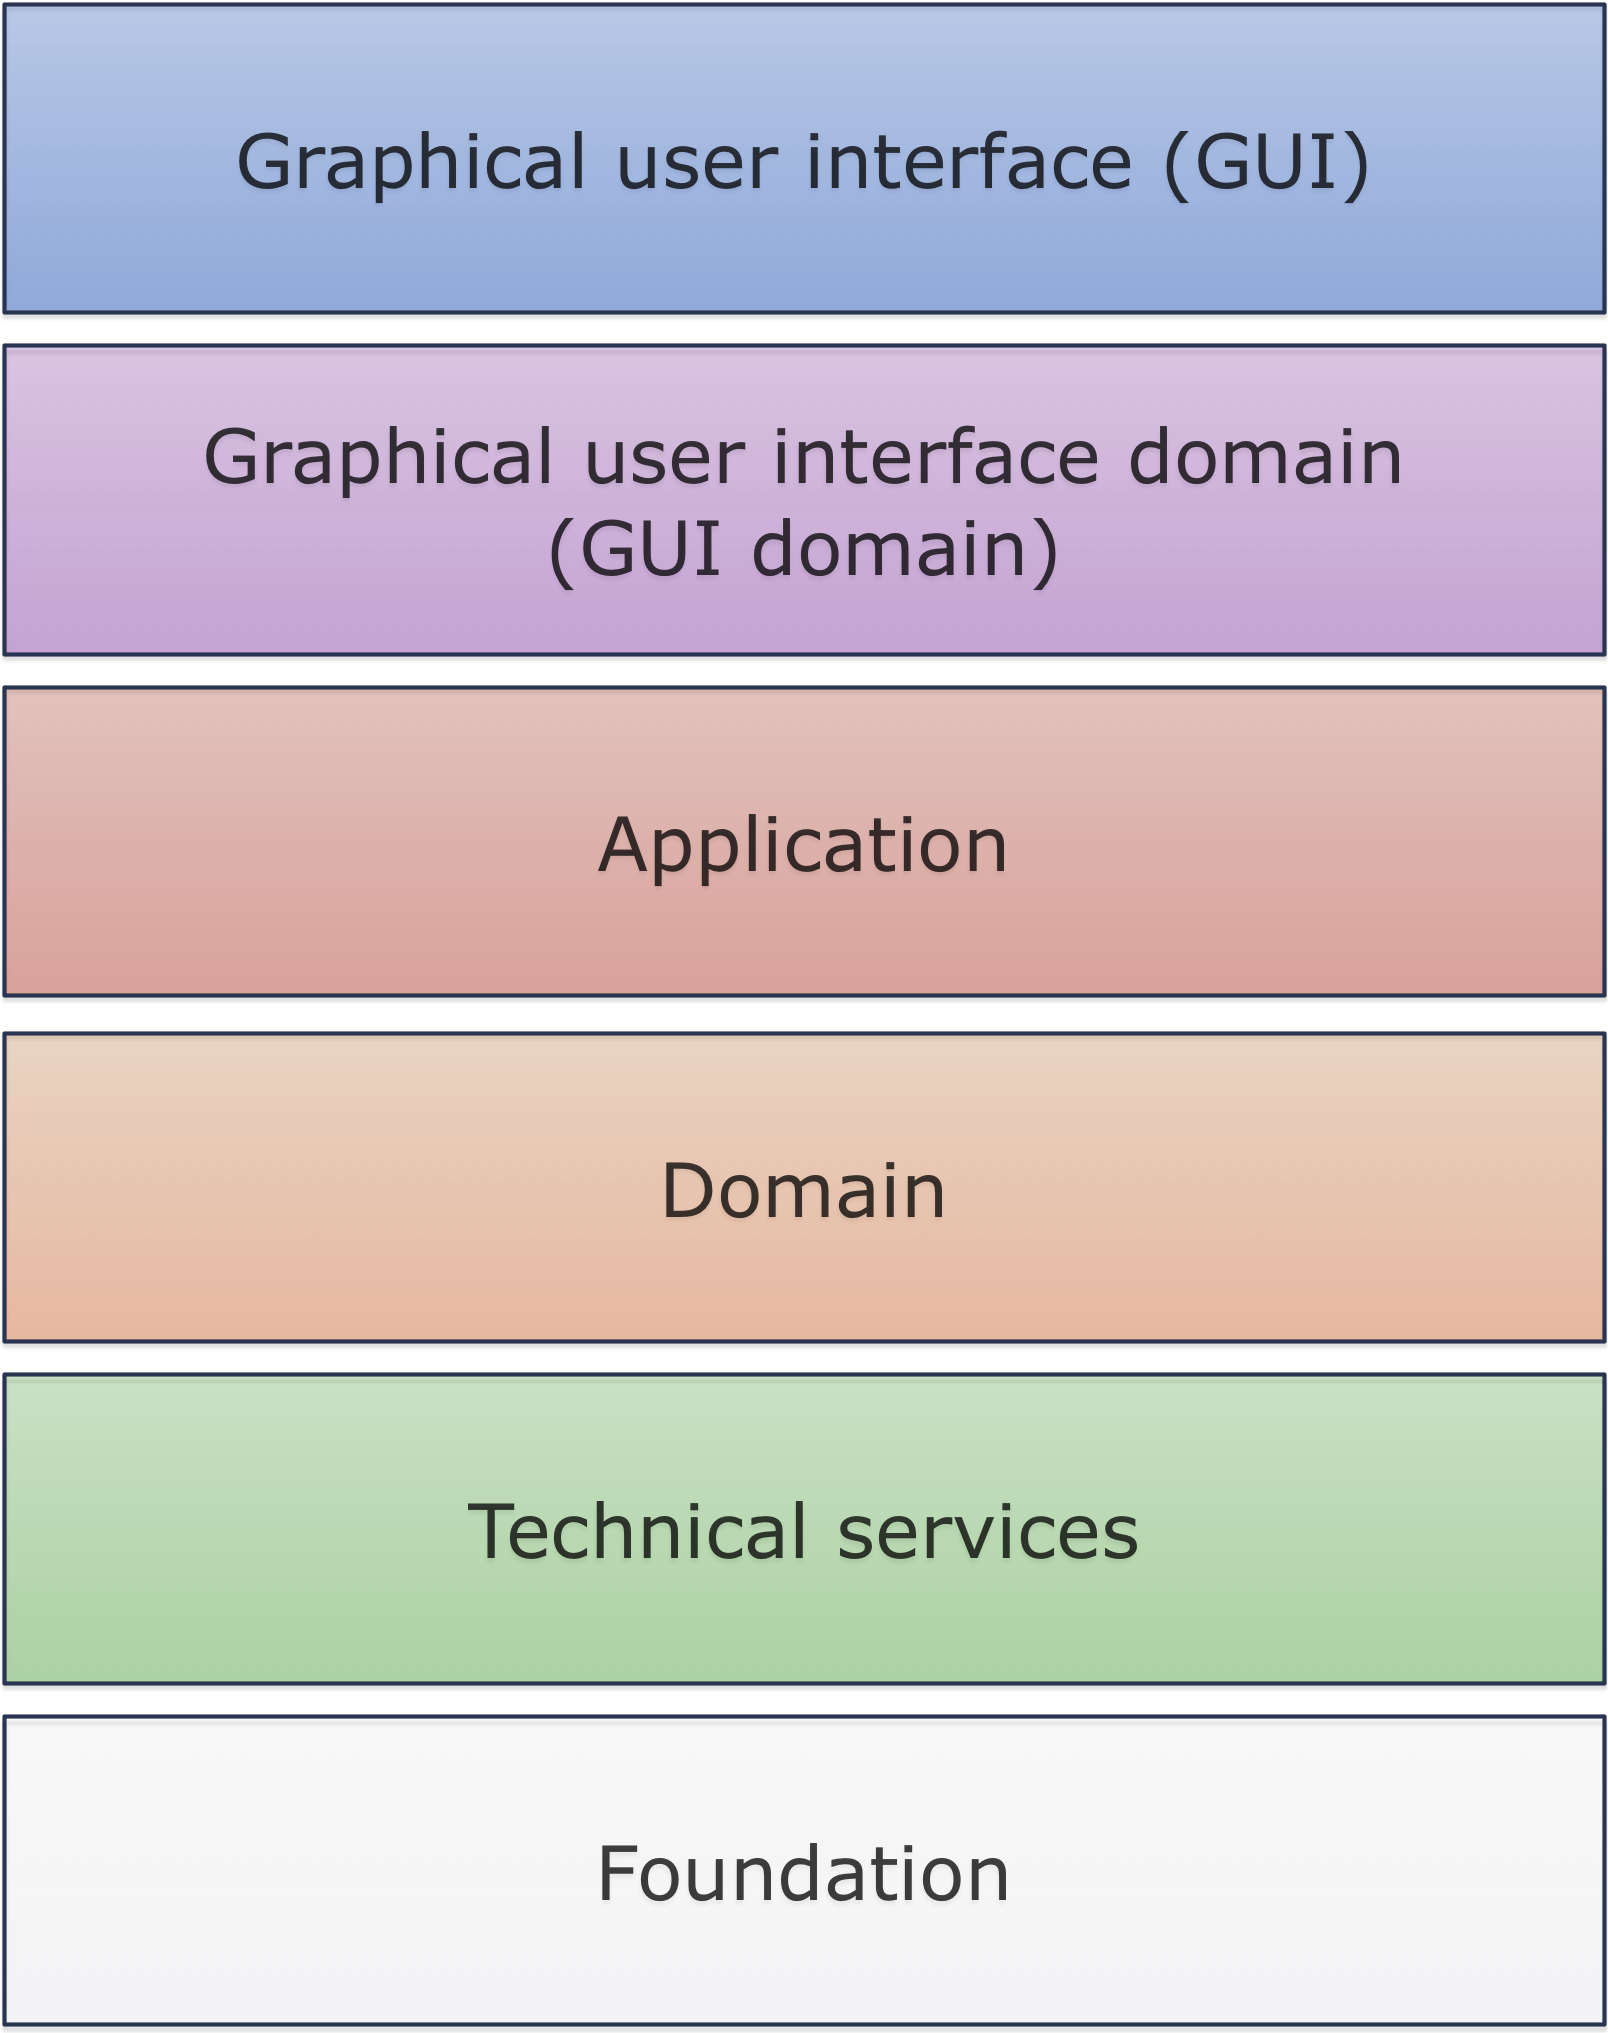 Graphical user interface (GUI)
Graphical user interface domain
(GUI domain)
Application
Domain
Technical services
Foundation